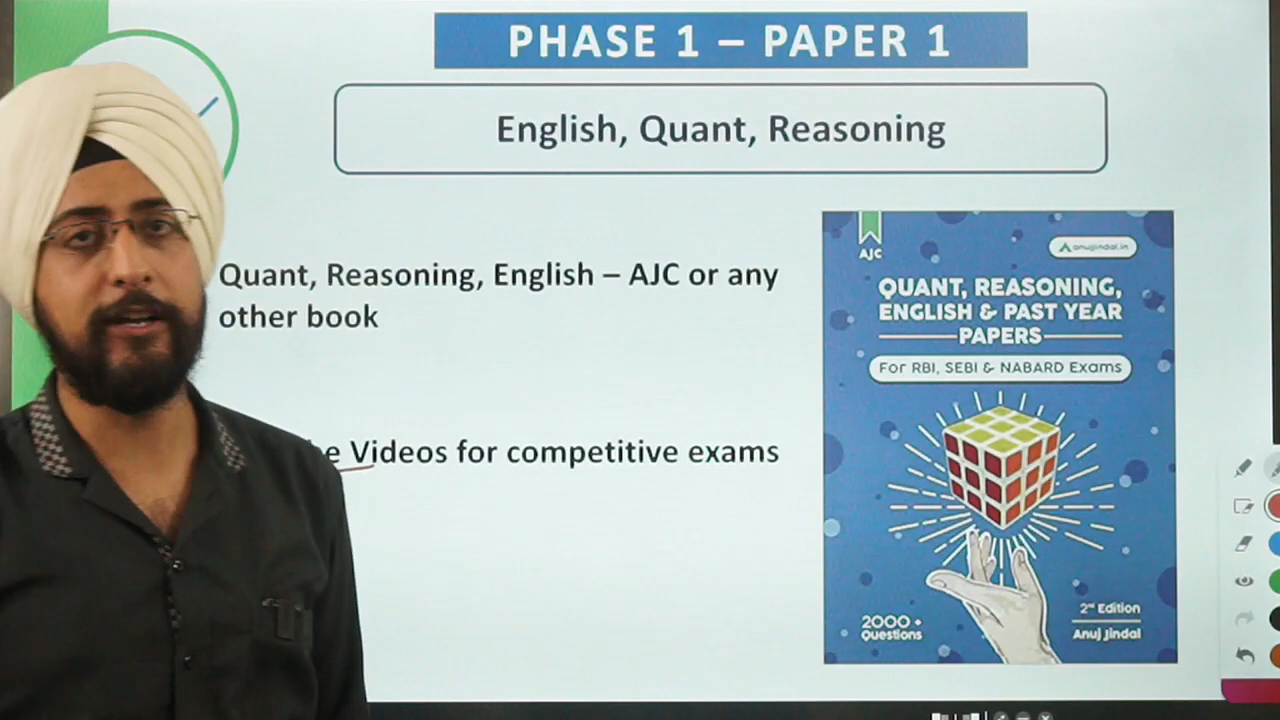 PHASE 1 – PAPER 1
English, Quant, Reasoning
Quant, Reasoning, English – AJC or any
other book
Videos for competitive exams
AJC
anujjindal.in
QUANT, REASONING,
ENGLISH & PAST YEAR
PAPERS
For RBI, SEBI & NABARD Exams
2000+
Questions
2nd Edition
Anuj Jindal